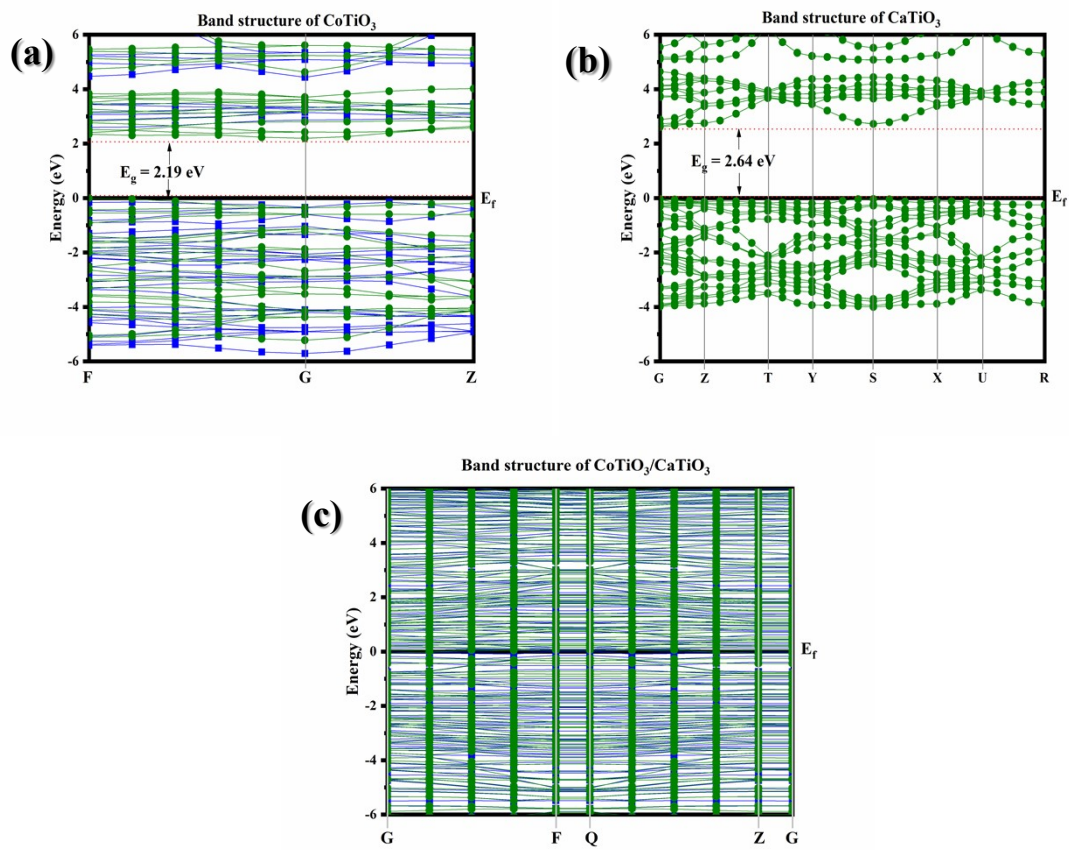 Band structure of CoTiO3
(a)
6
4
2
0
-2
-4
-6
Energy (eV)
Eg = 2.19 eV
Ef
F G Z
Band structure of CaTiO3
(b)
6
4
2
0
-2
-4
-6
Energy (eV)
Eg = 2.64 eV
Ef
G Z T Y S X U R
Band structure of CoTiO3/CaTiO3
(c)
6
4
2
0
-2
-4
-6
Energy (eV)
Ef
G F Q Z G